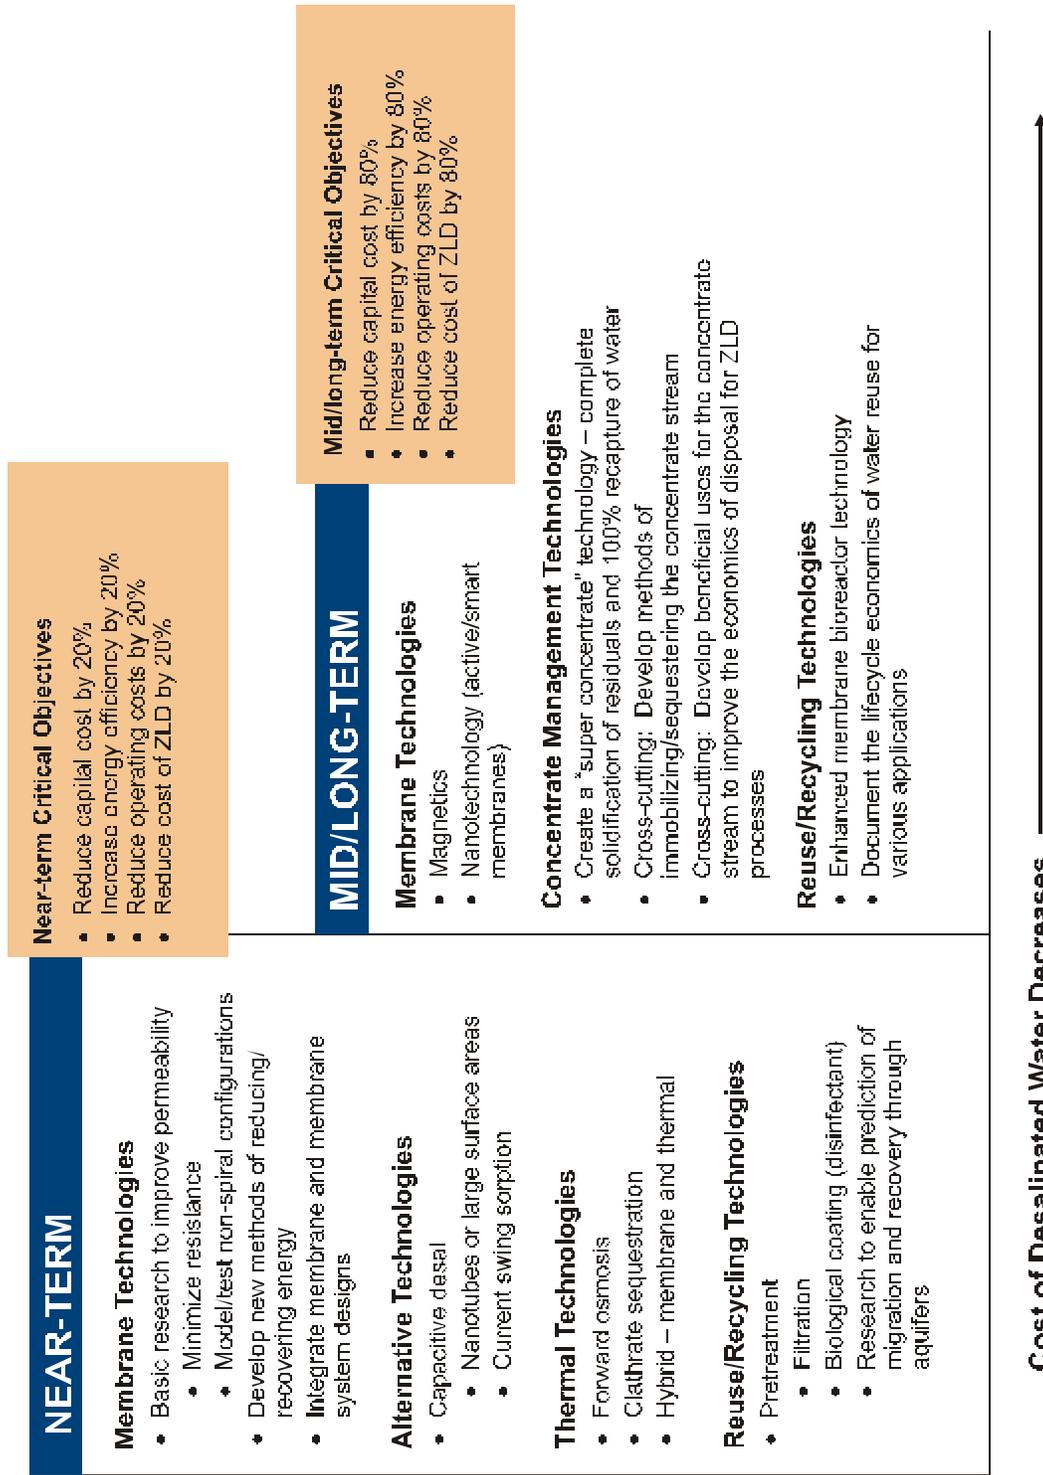 NEAR-TERM
Near-term Critical Objectives
• Reduce capital cost by 20%
• Increase energy efficiency by 20%
• Reduce operating costs by 20%
• Reduce cost of ZLD by 20%
Membrane Technologies
• Basic research to improve permeability
• Minimize resistance
• Model/test non-spiral configurations
• Develop new methods of reducing/
recovering energy
• Integrate membrane and membrane
system designs
Alternative Technologies
• Capacitive desal
• Nanotubes or large surface areas
• Current swing sorption
Thermal Technologies
• Forward osmosis
• Clathrate sequestration
• Hybrid – membrane and thermal
Reuse/Recycling Technologies
• Pretreatment
• Filtration
• Biological coating (disinfectant)
• Research to enable prediction of
migration and recovery through
aquifers
MID/LONG-TERM
Mid/long-term Critical Objectives
• Reduce capital cost by 80%
• Increase energy efficiency by 80%
• Reduce operating costs by 80%
• Reduce cost of ZLD by 80%
Membrane Technologies
• Magnetics
• Nanotechnology (active/smart
membranes)
Concentrate Management Technologies
• Create a "super concentrate" technology – complete
solidification of residuals and 100% recapture of water
• Cross-cutting: Develop methods of
immobilizing/sequestering the concentrate stream
• Cross-cutting: Develop beneficial uses for the concentrate
stream to improve the economics of disposal for ZLD
processes
Reuse/Recycling Technologies
• Enhanced membrane bioreactor technology
• Document the lifecycle economics of water reuse for
various applications
Cost of Desalinated Water Decreases